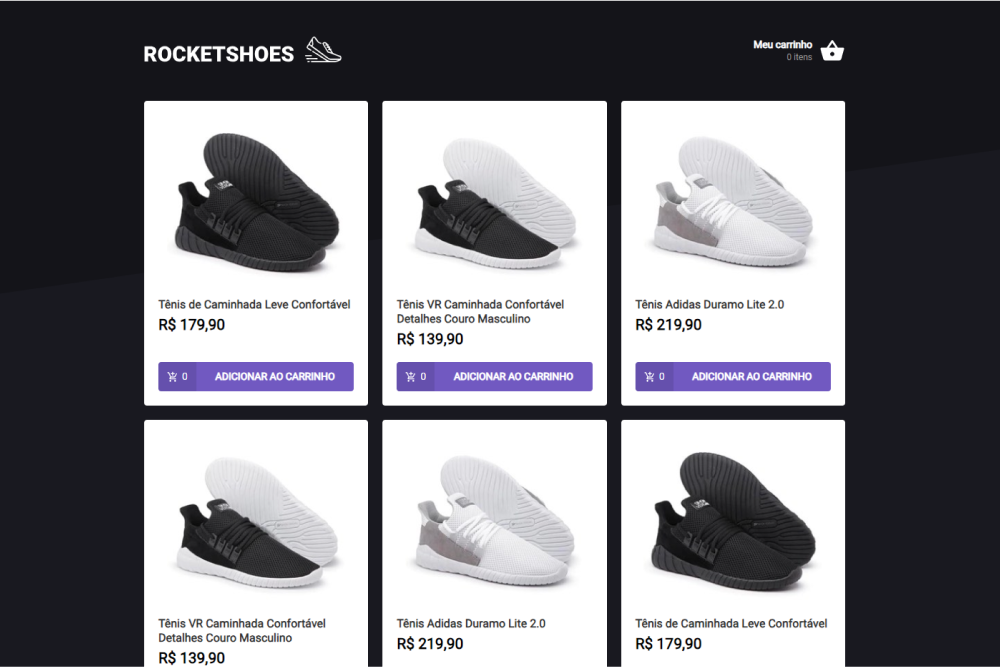 ROCKETSHOES
Meu carrinho
0 itens
Tênis de Caminhada Leve Confortável
R$ 179,90
0 ADICIONAR AO CARRINHO
Tênis VR Caminhada Confortável
Detalhes Couro Masculino
R$ 139,90
0 ADICIONAR AO CARRINHO
Tênis Adidas Duramo Lite 2.0
R$ 219,90
0 ADICIONAR AO CARRINHO
Tênis VR Caminhada Confortável
Detalhes Couro Masculino
R$ 139,90
Tênis Adidas Duramo Lite 2.0
R$ 219,90
Tênis de Caminhada Leve Confortável
R$ 179,90